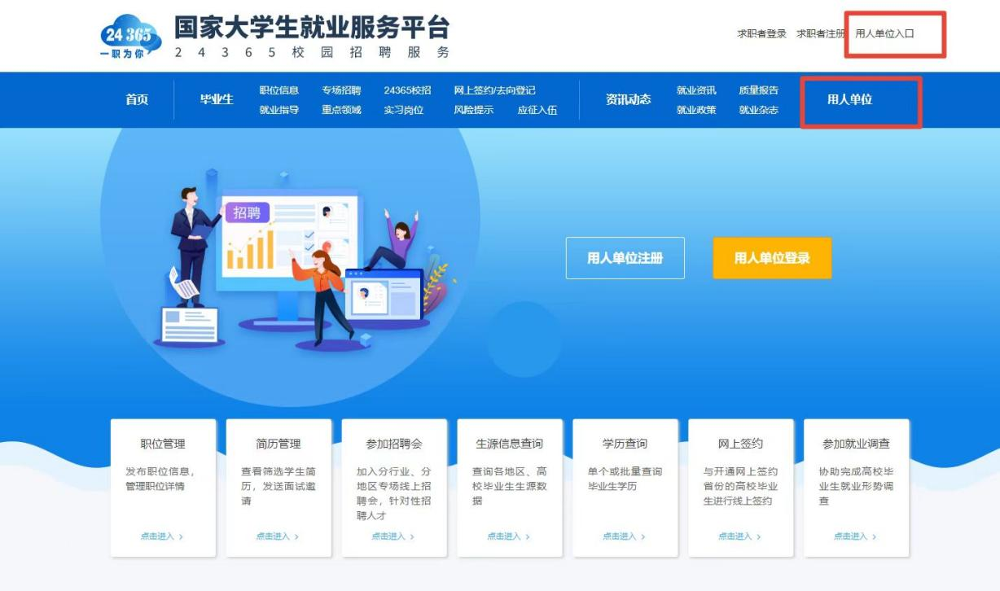 24 365
一职为你
国家大学生就业服务平台
24365校园招聘服务
求职者登录 求职者注册 用人单位入口
首页
毕业生
职位信息 专场招聘 24365校招 网上签约/去向登记
就业指导 重点领域 实习岗位 风险提示 应征入伍
资讯动态
就业资讯 质量报告
就业政策 就业杂志
用人单位
招聘
用人单位注册 用人单位登录
职位管理
发布职位信息，
管理职位详情
点击进入 >
简历管理
查看筛选学生简
历，发送面试邀
请
点击进入 >
参加招聘会
加入分行业、分
地区专场线上招
聘会，针对性招
聘人才
点击进入 >
生源信息查询
查询各地区、高
校毕业生生源数
据
点击进入 >
学历查询
单个或批量查询
毕业生学历
点击进入 >
网上签约
与开通网上签约
省份的高校毕业
生进行线上签约
点击进入 >
参加就业调查
协助完成高校毕
业生就业形势调
查
点击进入 >